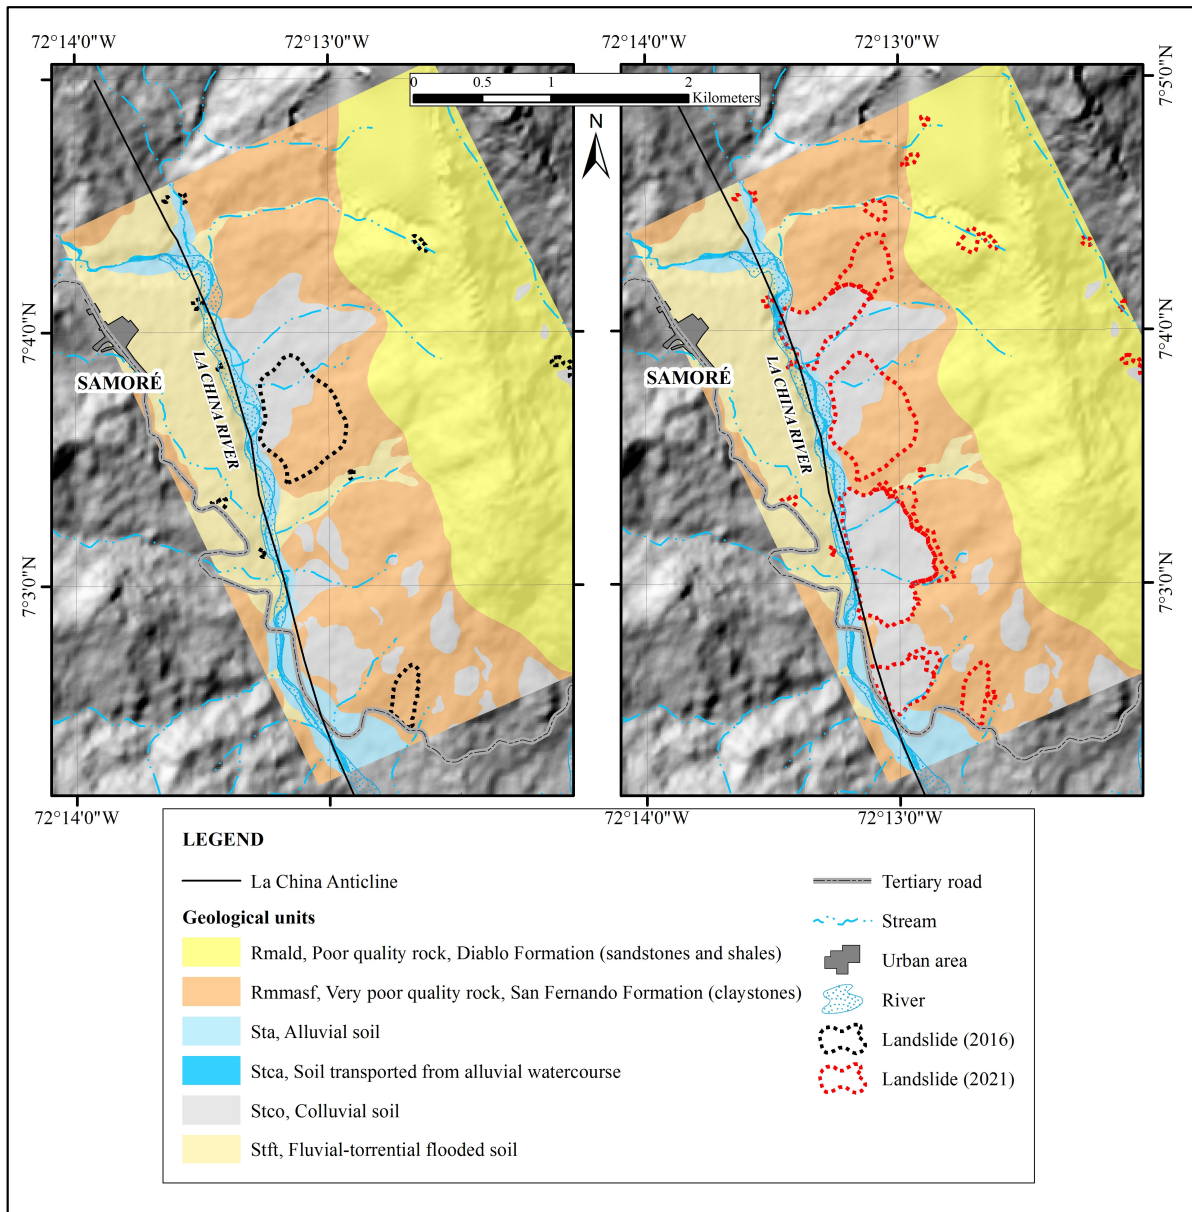 72°14'0"W
72°13'0"W
72°14'0"W
72°13'0"W
0
0.5
1
2
Kilometers
N
7°5'0"N
7°4'0"N
7°4'0"N
7°3'0"N
7°3'0"N
SAMORÉ
LA CHINA RIVER
SAMORÉ
LA CHINA RIVER
72°14'0"W
72°13'0"W
72°14'0"W
72°13'0"W
LEGEND
La China Anticline
Geological units
Rmald, Poor quality rock, Diablo Formation (sandstones and shales)
Rmmasf, Very poor quality rock, San Fernando Formation (claystones)
Sta, Alluvial soil
Stca, Soil transported from alluvial watercourse
Stco, Colluvial soil
Stft, Fluvial-torrential flooded soil
Tertiary road
Stream
Urban area
River
Landslide (2016)
Landslide (2021)